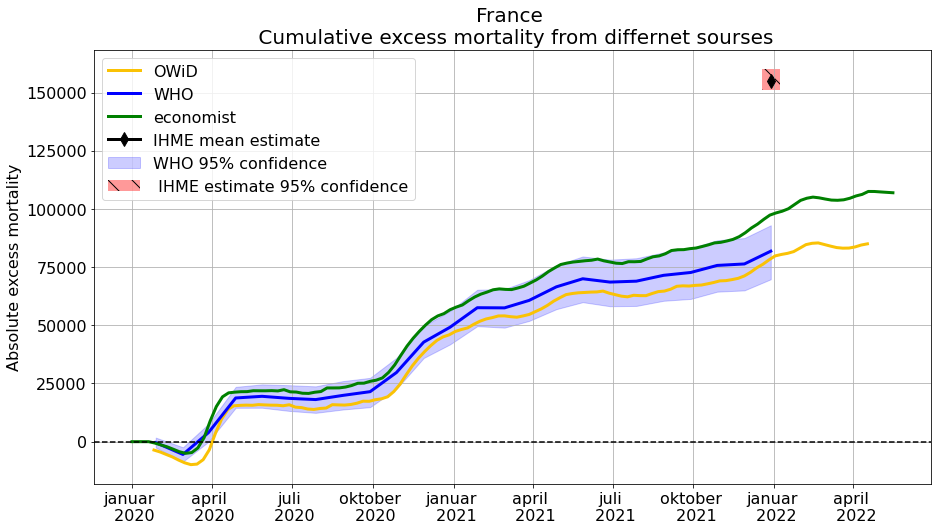 France
Cumulative excess mortality from differnet sourses
OWiD
WHO
economist
IHME mean estimate
WHO 95% confidence
IHME estimate 95% confidence
Absolute excess mortality
150000
125000
100000
75000
50000
25000
0
januar april juli oktober januar april juli oktober januar april
2020 2020 2020 2020 2021 2021 2021 2021 2022 2022